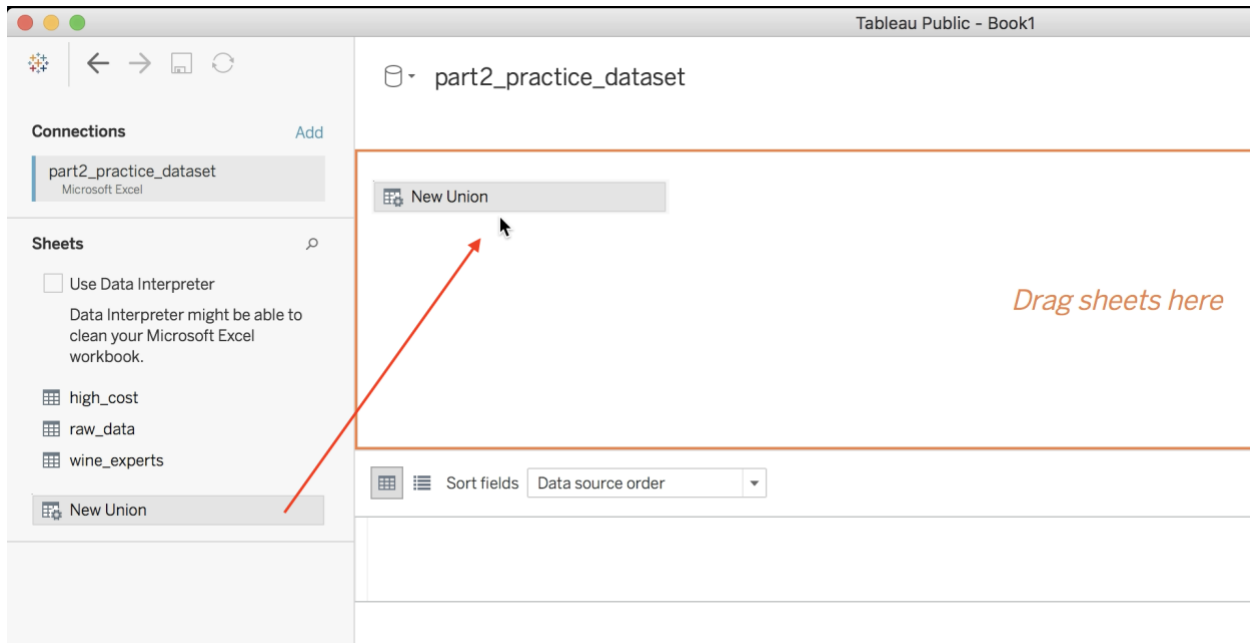 Tableau Public - Book1
part2_practice_dataset
Connections
Add
part2_practice_dataset
Microsoft Excel
New Union
Sheets
Use Data Interpreter
Data Interpreter might be able to
clean your Microsoft Excel
workbook.
Drag sheets here
high_cost
raw_data
wine_experts
Sort fields
Data source order
New Union